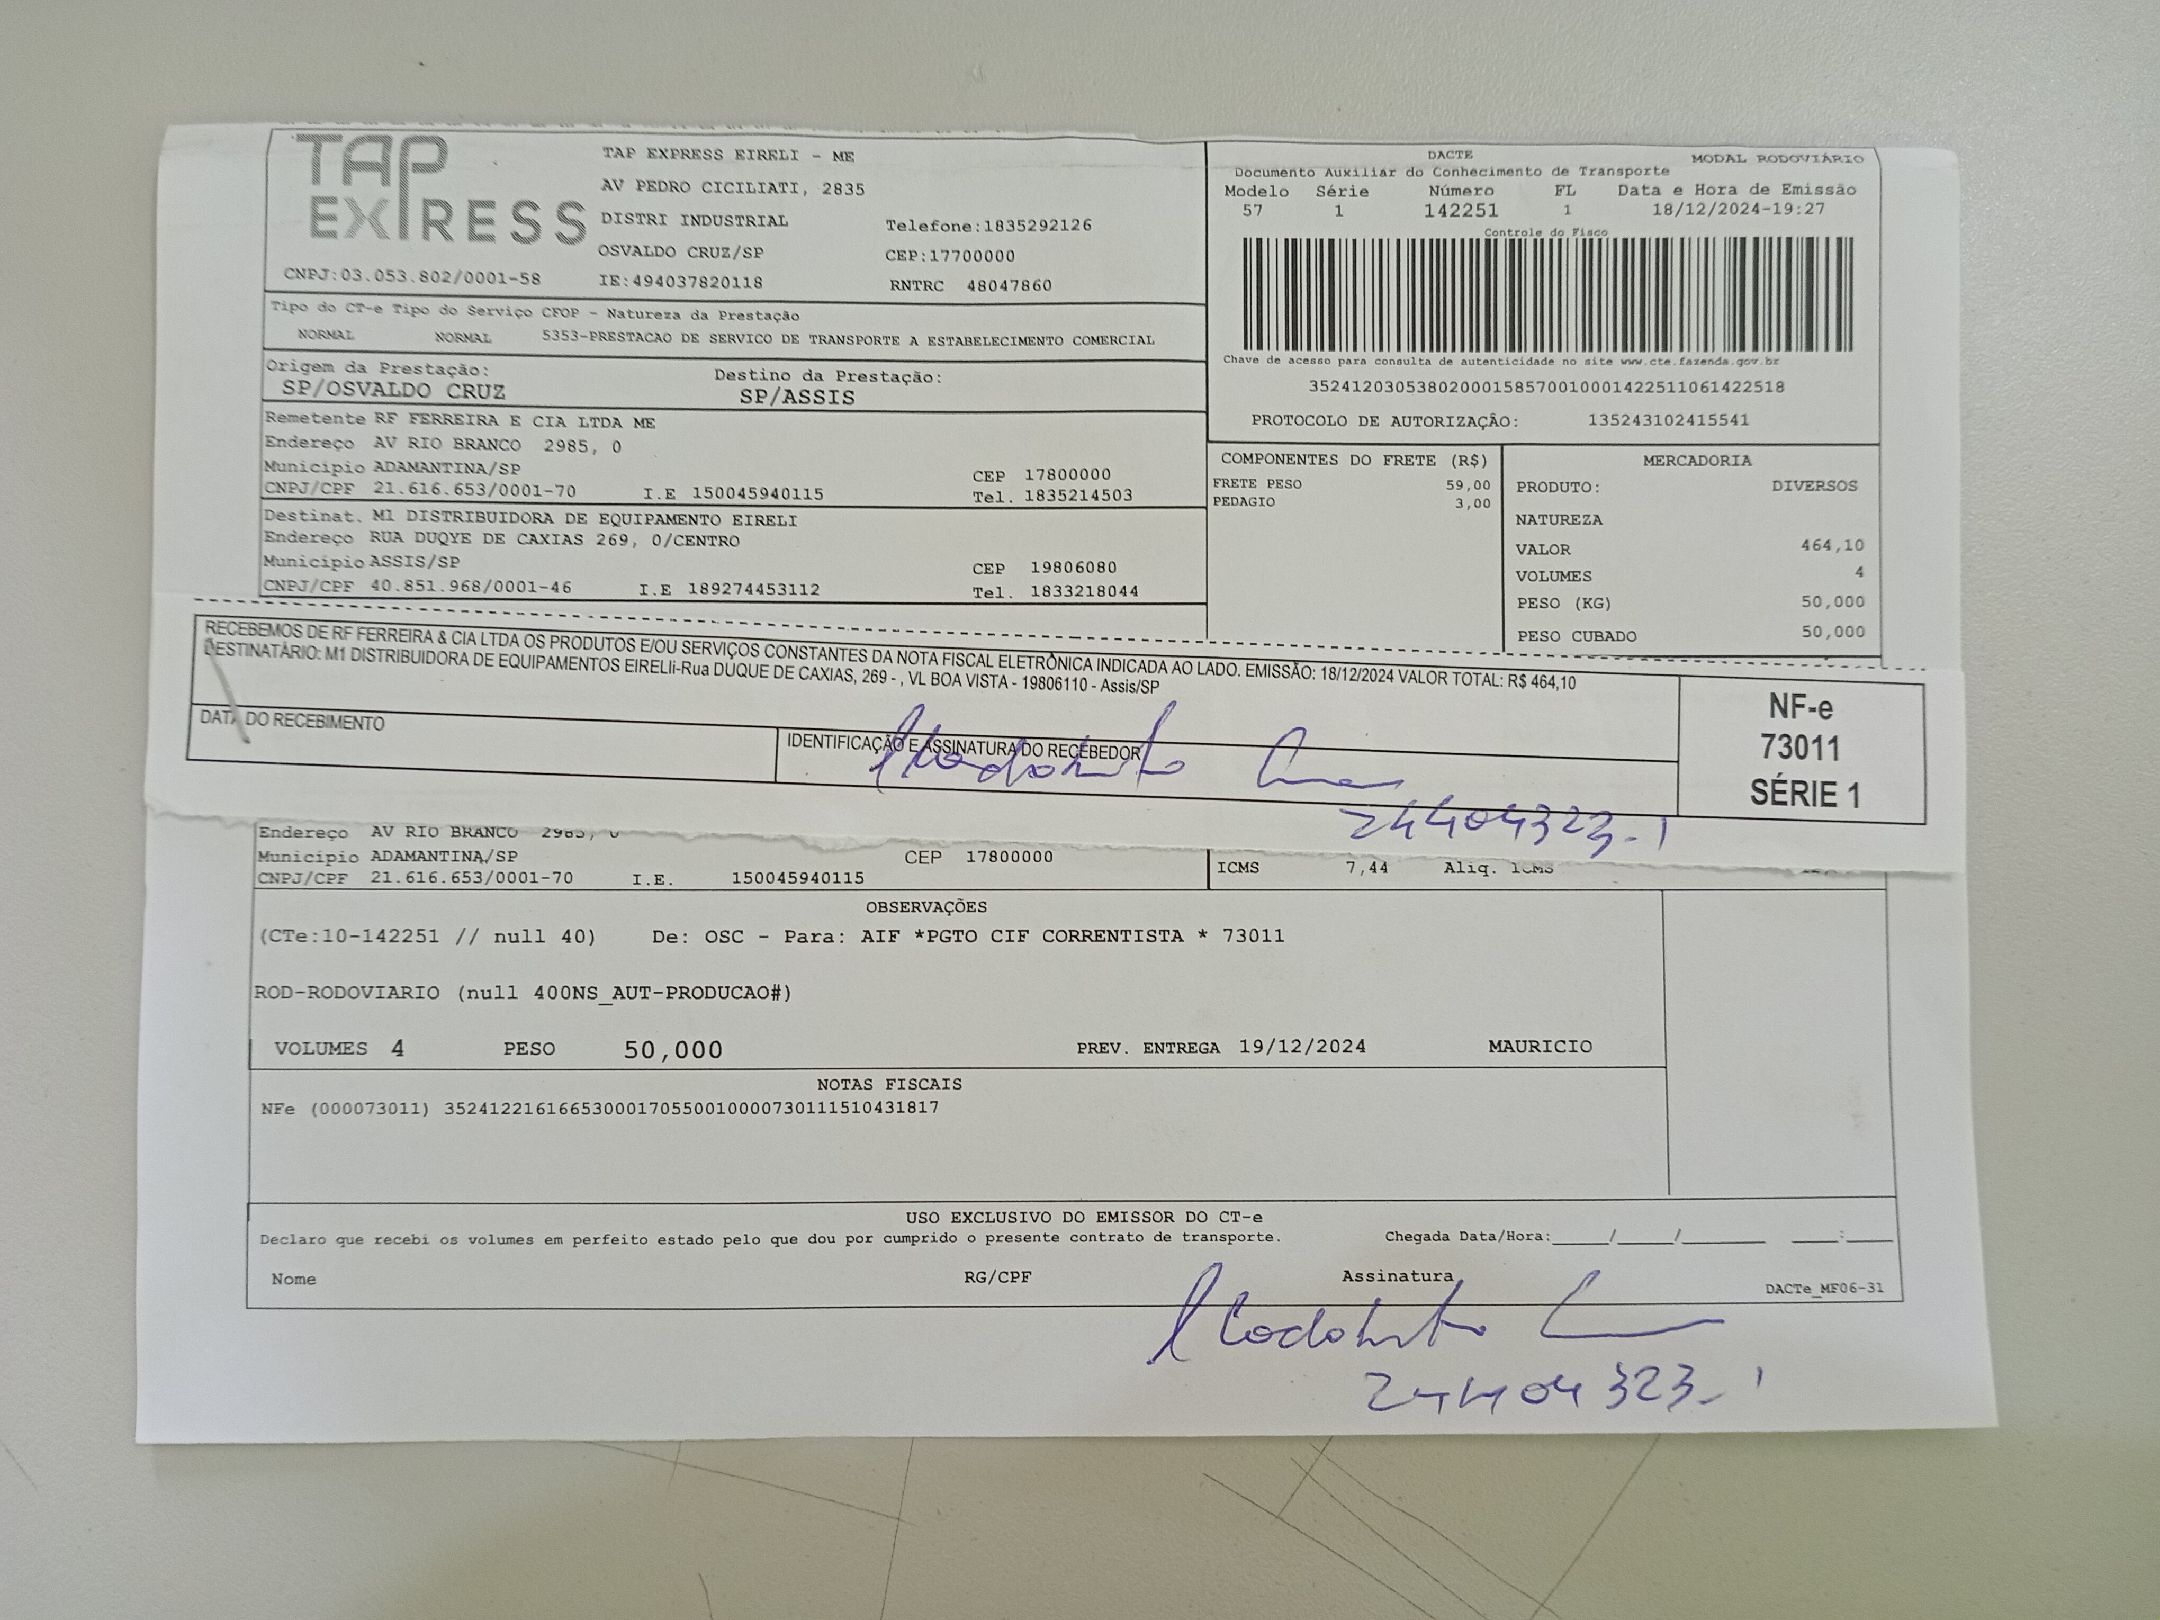 TAP EXPRESS
TAP EXPRESS EIRELI - ME
AV PEDRO CICILIATI, 2835
DISTRI INDUSTRIAL Telefone:1835292126
OSVALDO CRUZ/SP CEP:17700000
CNPJ:03.053.802/0001-58 IE:494037820118 RNTRC 48047860
DACTE MODAL RODOVIÁRIO
Documento Auxiliar do Conhecimento de Transporte
Modelo Série Número FL Data e Hora de Emissão
57 1 142251 1 18/12/2024-19:27
Controle do Fisco
Chave de acesso para consulta de autenticidade no site www.cte.fazenda.gov.br
35241203053802000158570010001422511061422518
PROTOCOLO DE AUTORIZAÇÃO: 135243102415541
Tipo do CT-e Tipo do Serviço CFOP - Natureza da Prestação
NORMAL NORMAL 5353-PRESTACAO DE SERVICO DE TRANSPORTE A ESTABELECIMENTO COMERCIAL
Origem da Prestação: Destino da Prestação:
SP/OSVALDO CRUZ SP/ASSIS
Remetente RF FERREIRA E CIA LTDA ME
Endereço AV RIO BRANCO 2985, 0
Municipio ADAMANTINA/SP CEP 17800000
CNPJ/CPF 21.616.653/0001-70 I.E 150045940115 Tel. 1835214503
Destinat. M1 DISTRIBUIDORA DE EQUIPAMENTO EIRELI
Endereco RUA DUQYE DE CAXIAS 269, 0/CENTRO
Municipio ASSIS/SP CEP 19806080
CNPJ/CPF 40.851.968/0001-46 I.E 189274453112 Tel. 1833218044
COMPONENTES DO FRETE (R$)
FRETE PESO 59,00
PEDAGIO 3,00
MERCADORIA
PRODUTO: DIVERSOS
NATUREZA
VALOR 464,10
VOLUMES 4
PESO (KG) 50,000
PESO CUBADO 50,000
RECEBEMOS DE RF FERREIRA & CIA LTDA OS PRODUTOS E/OU SERVIÇOS CONSTANTES DA NOTA FISCAL ELETRÔNICA INDICADA AO LADO. EMISSÃO: 18/12/2024 VALOR TOTAL: R$ 464,10
DESTINATÁRIO: M1 DISTRIBUIDORA DE EQUIPAMENTOS EIRELIi-Rua DUQUE DE CAXIAS, 269 - , VL BOA VISTA - 19806110 - Assis/SP
DATA DO RECEBIMENTO
IDENTIFICAÇÃO E ASSINATURA DO RECEBEDOR
24404323-1
NF-e
73011
SÉRIE 1
Endereço AV RIO BRANCO 2985, 0
Municipio ADAMANTINA/SP CEP 17800000
CNPJ/CPF 21.616.653/0001-70 I.E. 150045940115
ICMS 7,44 Aliq. ICMS
OBSERVAÇÕES
(CTe:10-142251 // null 40) De: OSC - Para: AIF *PGTO CIF CORRENTISTA * 73011
ROD-RODOVIARIO (null 400NS_AUT-PRODUCAO#)
VOLUMES 4 PESO 50,000 PREV. ENTREGA 19/12/2024 MAURICIO
NOTAS FISCAIS
NFe (000073011) 35241221616653000170550010000730111510431817
USO EXCLUSIVO DO EMISSOR DO CT-e
Declaro que recebi os volumes em perfeito estado pelo que dou por cumprido o presente contrato de transporte. Chegada Data/Hora:____/____/______ ___:___
Nome RG/CPF Assinatura DACTe_MF06-31
24404323-1